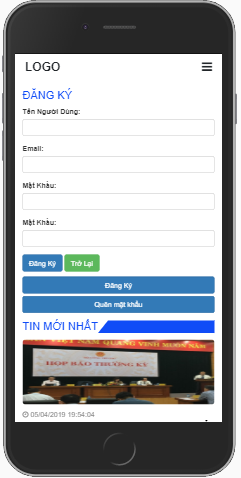 LOGO
ĐĂNG KÝ
Tên Người Dùng:
Email:
Mật Khẩu:
Mật Khẩu:
Đăng Ký Trở Lại
Đăng Ký
Quên mật khẩu
TIN MỚI NHẤT
HỌP BÁO THƯỜNG KỲ
05/04/2019 19:54:04